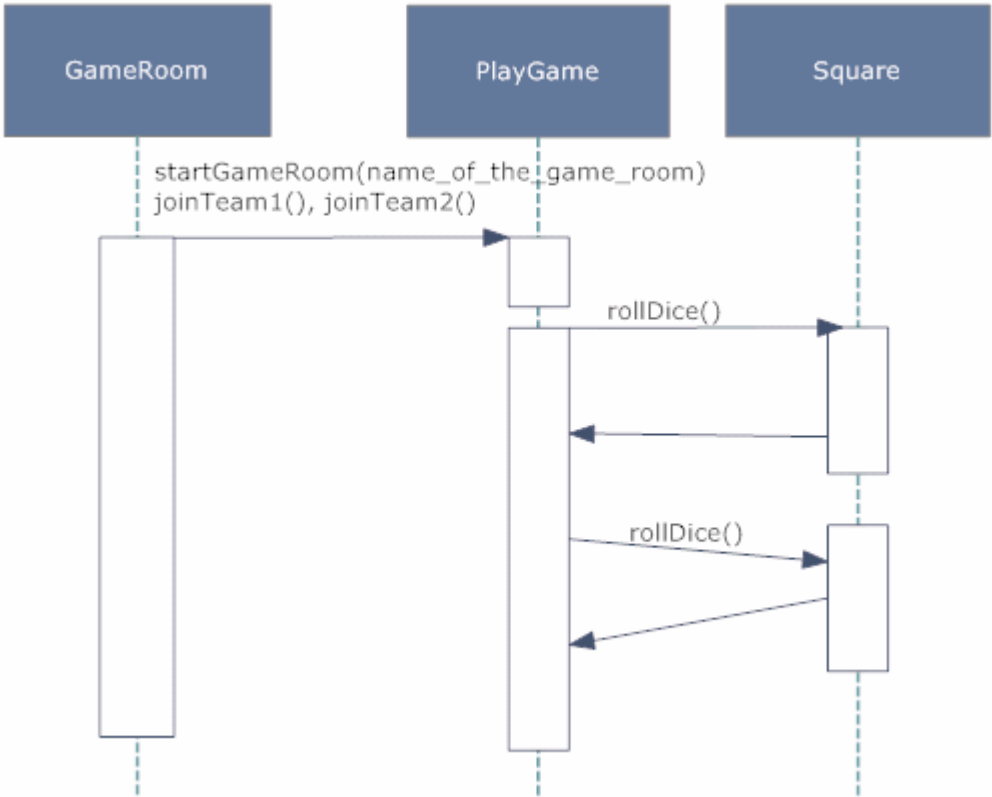 GameRoom
PlayGame
Square
startGameRoom(name_of_the_game_room)
joinTeam1(), joinTeam2()
rollDice()
rollDice()